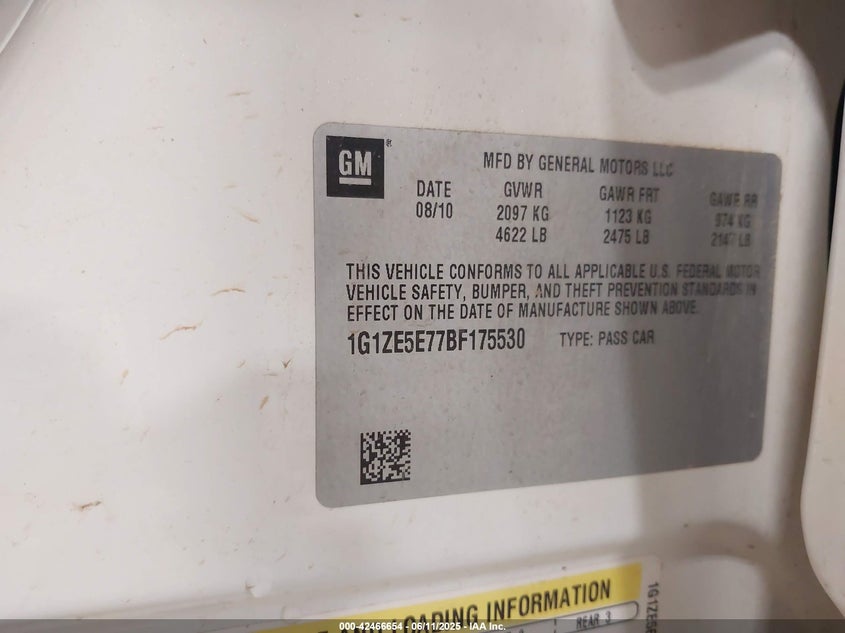 GM ®
MFD BY GENERAL MOTORS LLC
DATE GVWR GAWR FRT GAWR RR
08/10 2097 KG 1123 KG 974 KG
4622 LB 2475 LB 2147 LB
THIS VEHICLE CONFORMS TO ALL APPLICABLE U.S. FEDERAL MOTOR
VEHICLE SAFETY, BUMPER, AND THEFT PREVENTION STANDARDS IN
EFFECT ON THE DATE OF MANUFACTURE SHOWN ABOVE.
1G1ZE5E77BF175530 TYPE: PASS CAR
AND LOADING INFORMATION
REAR 3
1G1ZE5
000-42466654 - 06/11/2025 - IAA Inc.